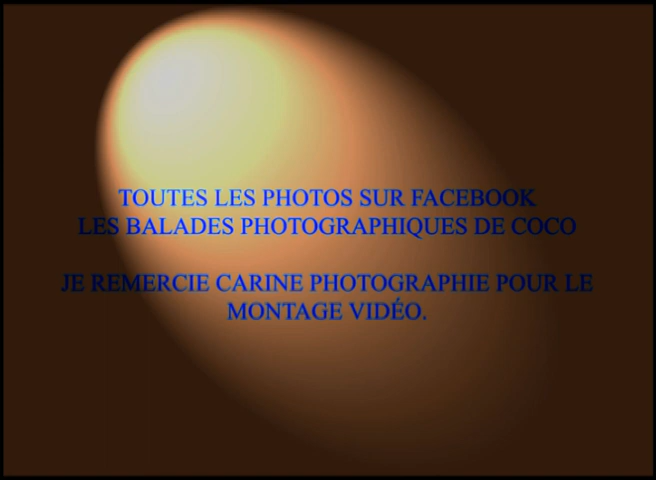 TOUTES LES PHOTOS SUR FACEBOOK
LES BALADES PHOTOGRAPHIQUES DE COCO
JE REMERCIE CARINE PHOTOGRAPHIE POUR LE
MONTAGE VIDÉO.